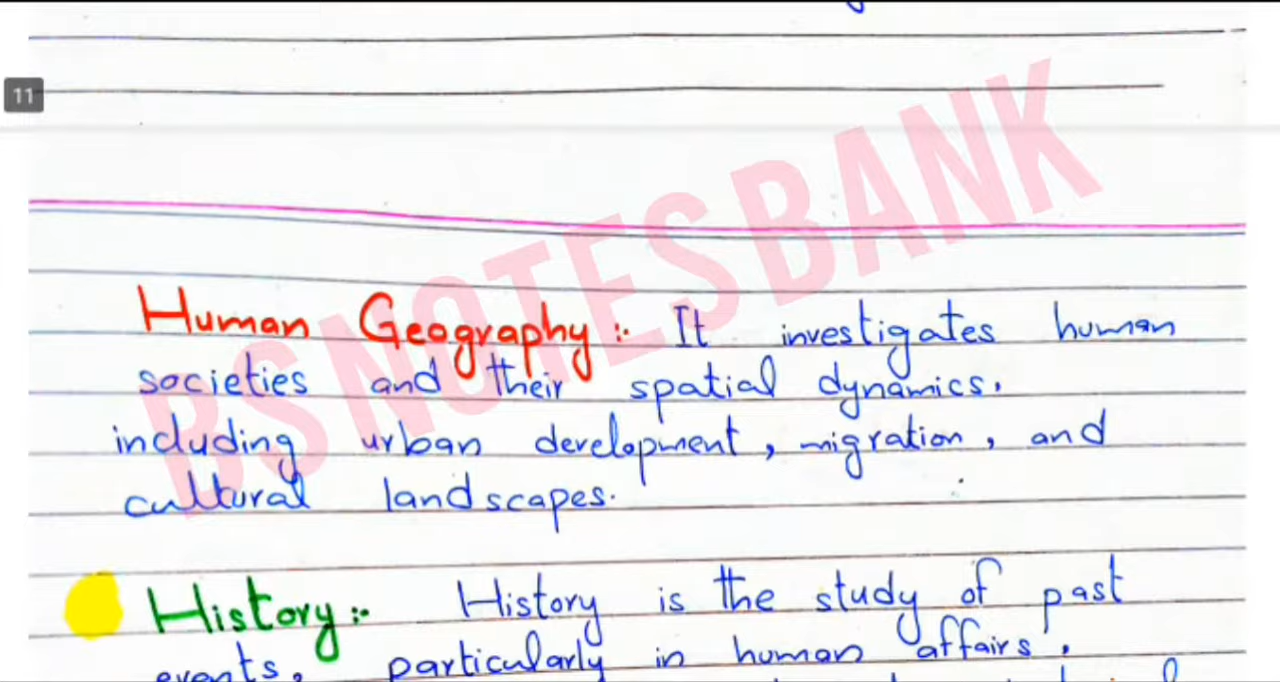 11
BS NOTES BANK
Human Geography:- It investigates human
societies and their spatial dynamics.
including urban development, migration, and
cultural landscapes.
History:- History is the study of past
events, particularly in human affairs.